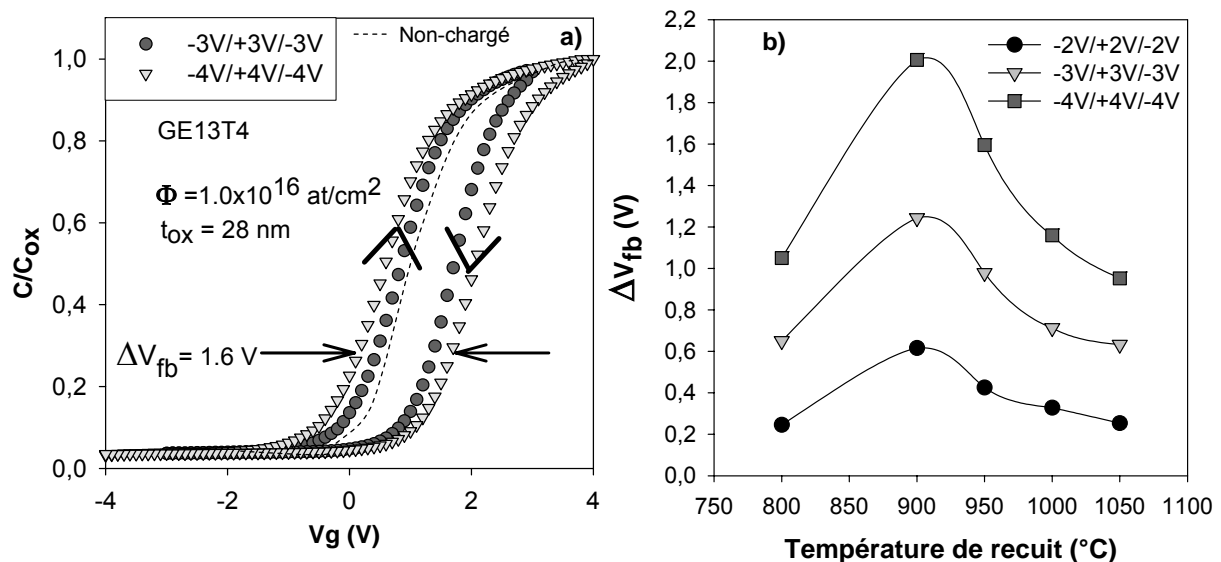 -3V/+3V/-3V
-4V/+4V/-4V
Non-chargé
a)
GE13T4
Φ =1.0x10^16 at/cm^2
t_ox = 28 nm
ΔV_fb = 1.6 V
C/C_ox
1,0
0,8
0,6
0,4
0,2
0,0
-4 -2 0 2 4
Vg (V)
b)
-2V/+2V/-2V
-3V/+3V/-3V
-4V/+4V/-4V
ΔV_fb (V)
2,2
2,0
1,8
1,6
1,4
1,2
1,0
0,8
0,6
0,4
0,2
0,0
750 800 850 900 950 1000 1050 1100
Température de recuit (°C)